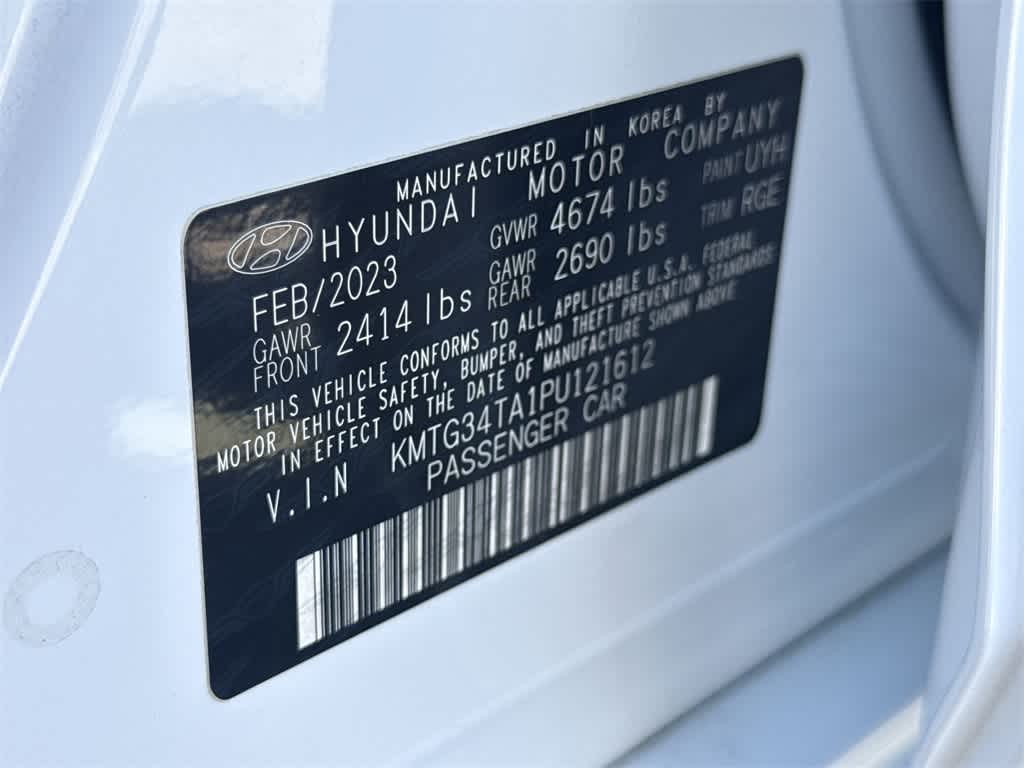 MANUFACTURED IN KOREA BY
HYUNDAI MOTOR COMPANY
FEB/2023 GVWR 4674 lbs PAINT UYH
GAWR FRONT 2414 lbs GAWR REAR 2690 lbs TRIM RGE
THIS VEHICLE CONFORMS TO ALL APPLICABLE U.S.A. FEDERAL
MOTOR VEHICLE SAFETY, BUMPER, AND THEFT PREVENTION STANDARDS
IN EFFECT ON THE DATE OF MANUFACTURE SHOWN ABOVE
V.I.N KMTG34TA1PU121612
PASSENGER CAR